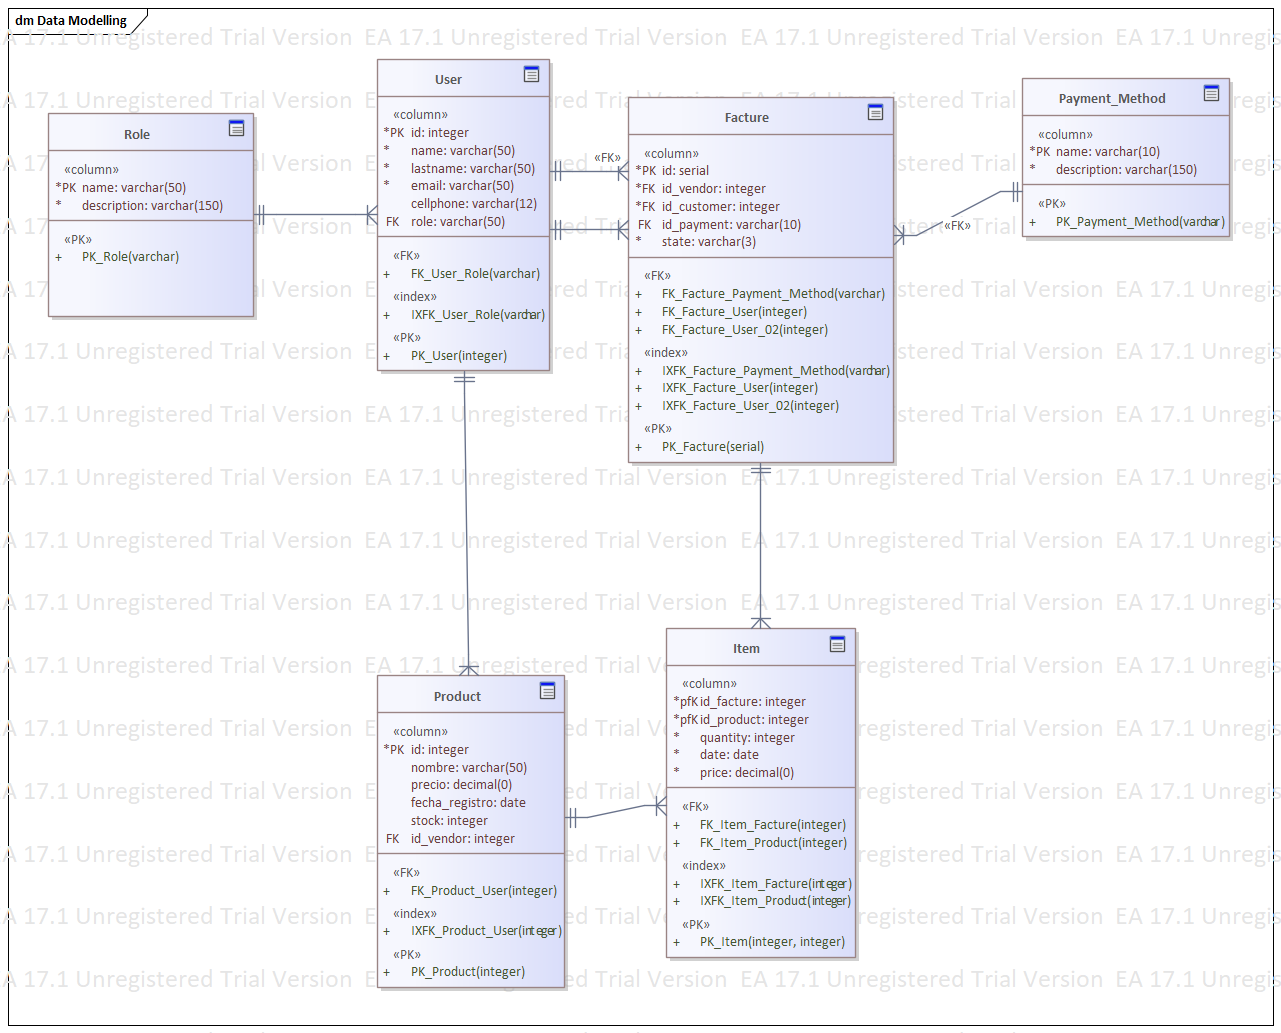 dm Data Modelling
EA 17.1 Unregistered Trial Version
Role
«column»
*PK name: varchar(50)
* description: varchar(150)
«PK»
+ PK_Role(varchar)
User
«column»
*PK id: integer
* name: varchar(50)
* lastname: varchar(50)
* email: varchar(50)
cellphone: varchar(12)
FK role: varchar(50)
«FK»
+ FK_User_Role(varchar)
«index»
+ IXFK_User_Role(varchar)
«PK»
+ PK_User(integer)
«FK»
Facture
«column»
*PK id: serial
*FK id_vendor: integer
*FK id_customer: integer
FK id_payment: varchar(10)
* state: varchar(3)
«FK»
+ FK_Facture_Payment_Method(varchar)
+ FK_Facture_User(integer)
+ FK_Facture_User_02(integer)
«index»
+ IXFK_Facture_Payment_Method(varchar)
+ IXFK_Facture_User(integer)
+ IXFK_Facture_User_02(integer)
«PK»
+ PK_Facture(serial)
«FK»
Payment_Method
«column»
*PK name: varchar(10)
* description: varchar(150)
«PK»
+ PK_Payment_Method(varchar)
Product
«column»
*PK id: integer
nombre: varchar(50)
precio: decimal(0)
fecha_registro: date
stock: integer
FK id_vendor: integer
«FK»
+ FK_Product_User(integer)
«index»
+ IXFK_Product_User(integer)
«PK»
+ PK_Product(integer)
Item
«column»
*pfK id_facture: integer
*pfK id_product: integer
* quantity: integer
* date: date
* price: decimal(0)
«FK»
+ FK_Item_Facture(integer)
+ FK_Item_Product(integer)
«index»
+ IXFK_Item_Facture(integer)
+ IXFK_Item_Product(integer)
«PK»
+ PK_Item(integer, integer)